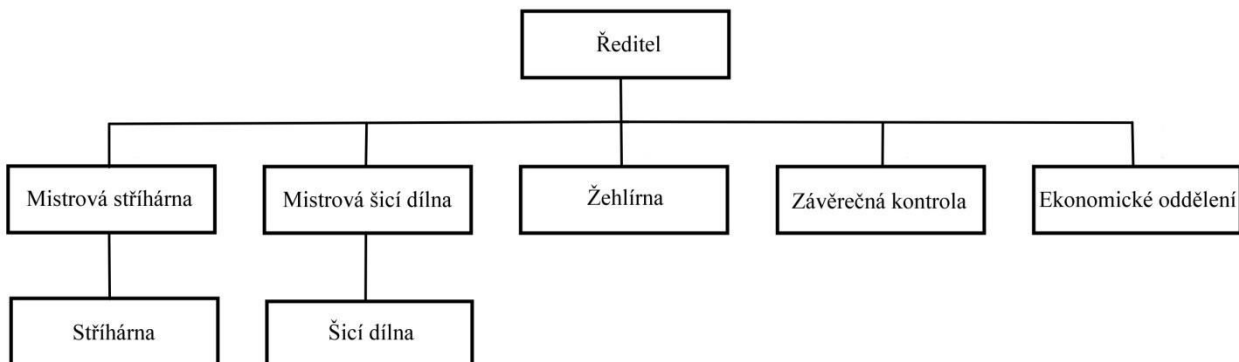 Ředitel
Mistrová stříhárna
Mistrová šicí dílna
Žehlírna
Závěrečná kontrola
Ekonomické oddělení
Stříhárna
Šicí dílna